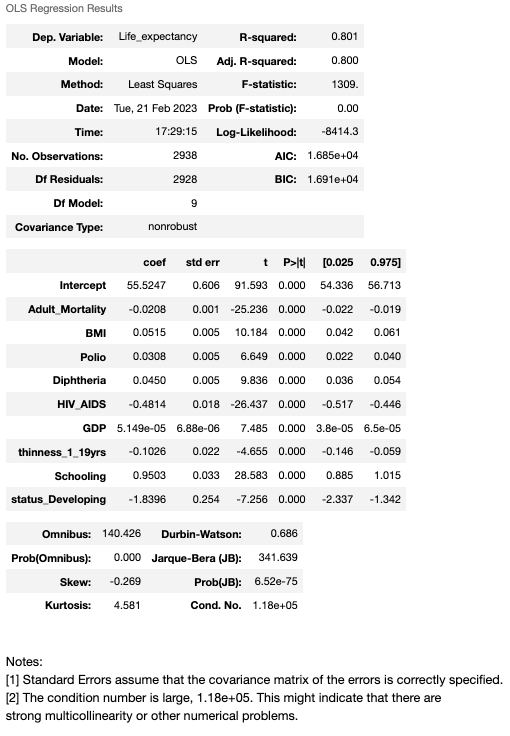 OLS Regression Results
Dep. Variable: Life_expectancy R-squared: 0.801
Model: OLS Adj. R-squared: 0.800
Method: Least Squares F-statistic: 1309.
Date: Tue, 21 Feb 2023 Prob (F-statistic): 0.00
Time: 17:29:15 Log-Likelihood: -8414.3
No. Observations: 2938 AIC: 1.685e+04
Df Residuals: 2928 BIC: 1.691e+04
Df Model: 9
Covariance Type: nonrobust
coef std err t P>|t| [0.025 0.975]
Intercept 55.5247 0.606 91.593 0.000 54.336 56.713
Adult_Mortality -0.0208 0.001 -25.236 0.000 -0.022 -0.019
BMI 0.0515 0.005 10.184 0.000 0.042 0.061
Polio 0.0308 0.005 6.649 0.000 0.022 0.040
Diphtheria 0.0450 0.005 9.836 0.000 0.036 0.054
HIV_AIDS -0.4814 0.018 -26.437 0.000 -0.517 -0.446
GDP 5.149e-05 6.88e-06 7.485 0.000 3.8e-05 6.5e-05
thinness_1_19yrs -0.1026 0.022 -4.655 0.000 -0.146 -0.059
Schooling 0.9503 0.033 28.583 0.000 0.885 1.015
status_Developing -1.8396 0.254 -7.256 0.000 -2.337 -1.342
Omnibus: 140.426 Durbin-Watson: 0.686
Prob(Omnibus): 0.000 Jarque-Bera (JB): 341.639
Skew: -0.269 Prob(JB): 6.52e-75
Kurtosis: 4.581 Cond. No. 1.18e+05
Notes:
[1] Standard Errors assume that the covariance matrix of the errors is correctly specified.
[2] The condition number is large, 1.18e+05. This might indicate that there are
strong multicollinearity or other numerical problems.